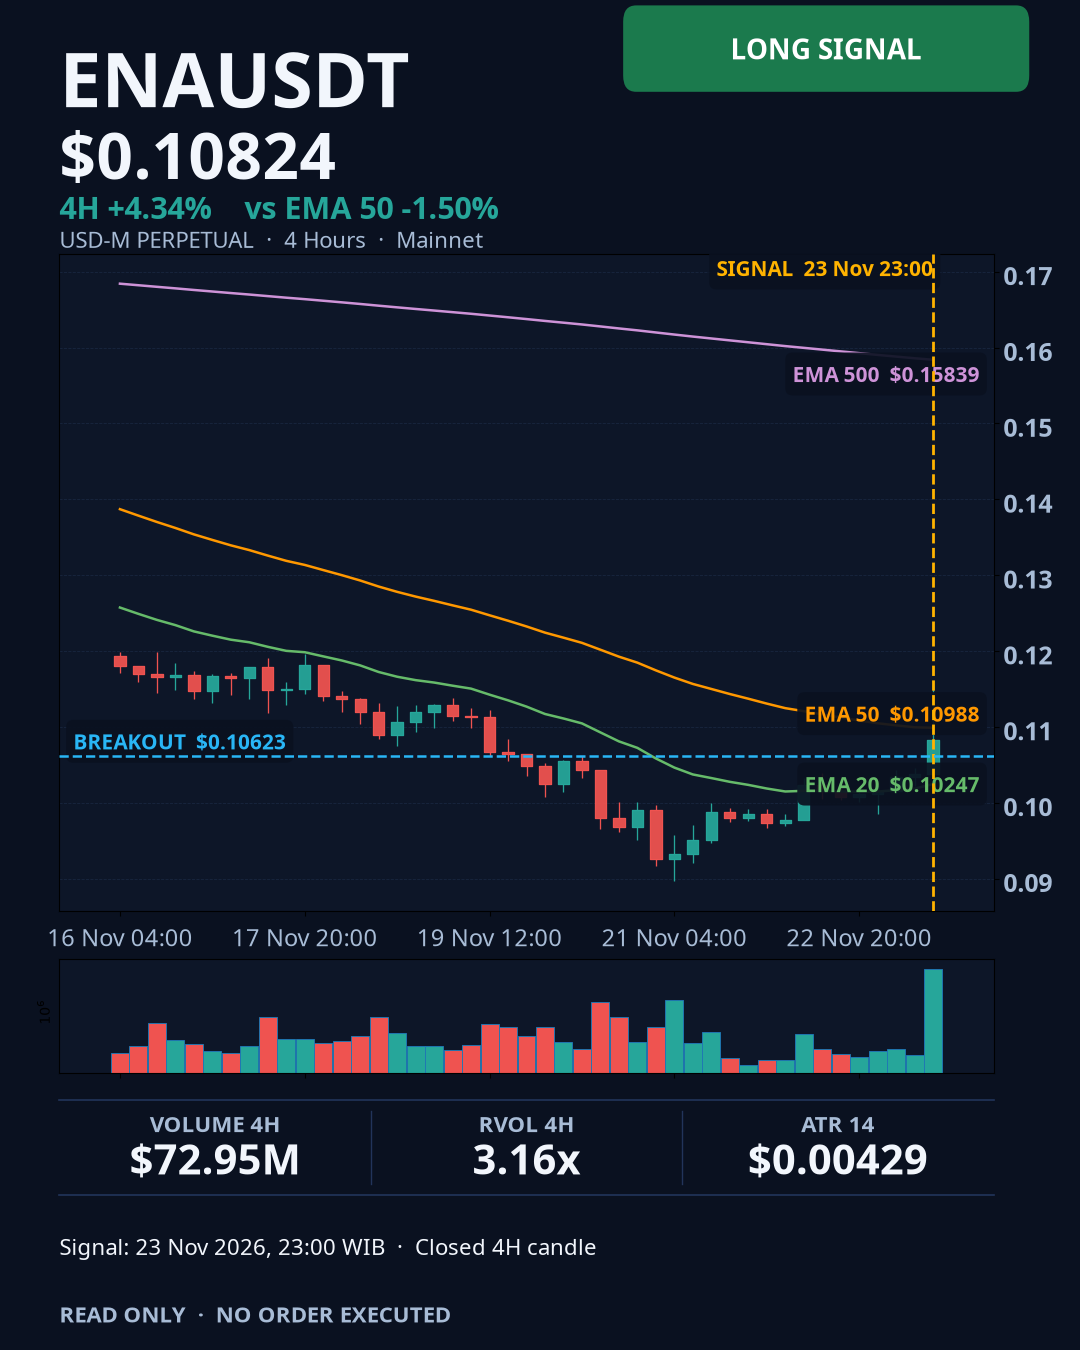 LONG SIGNAL
ENAUSDT
$0.10824
4H +4.34% vs EMA 50 -1.50%
USD-M PERPETUAL · 4 Hours · Mainnet
SIGNAL 23 Nov 23:00
0.17
0.16
EMA 500 $0.15839
0.15
0.14
0.13
0.12
EMA 50 $0.10988
0.11
BREAKOUT $0.10623
EMA 20 $0.10247
0.10
0.09
16 Nov 04:00 17 Nov 20:00 19 Nov 12:00 21 Nov 04:00 22 Nov 20:00
10⁶
VOLUME 4H RVOL 4H ATR 14
$72.95M 3.16x $0.00429
Signal: 23 Nov 2026, 23:00 WIB · Closed 4H candle
READ ONLY · NO ORDER EXECUTED